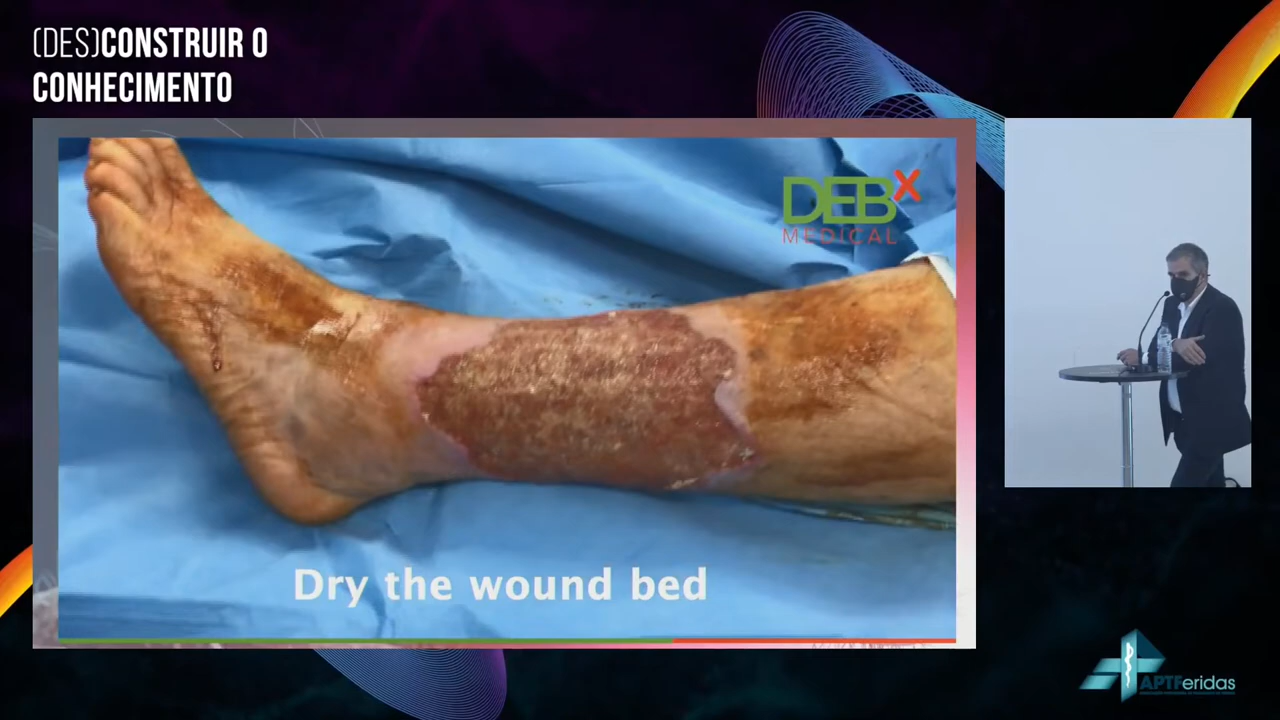 (DES)CONSTRUIR O
CONHECIMENTO
DEBX
MEDICAL
Dry the wound bed
APTFeridas